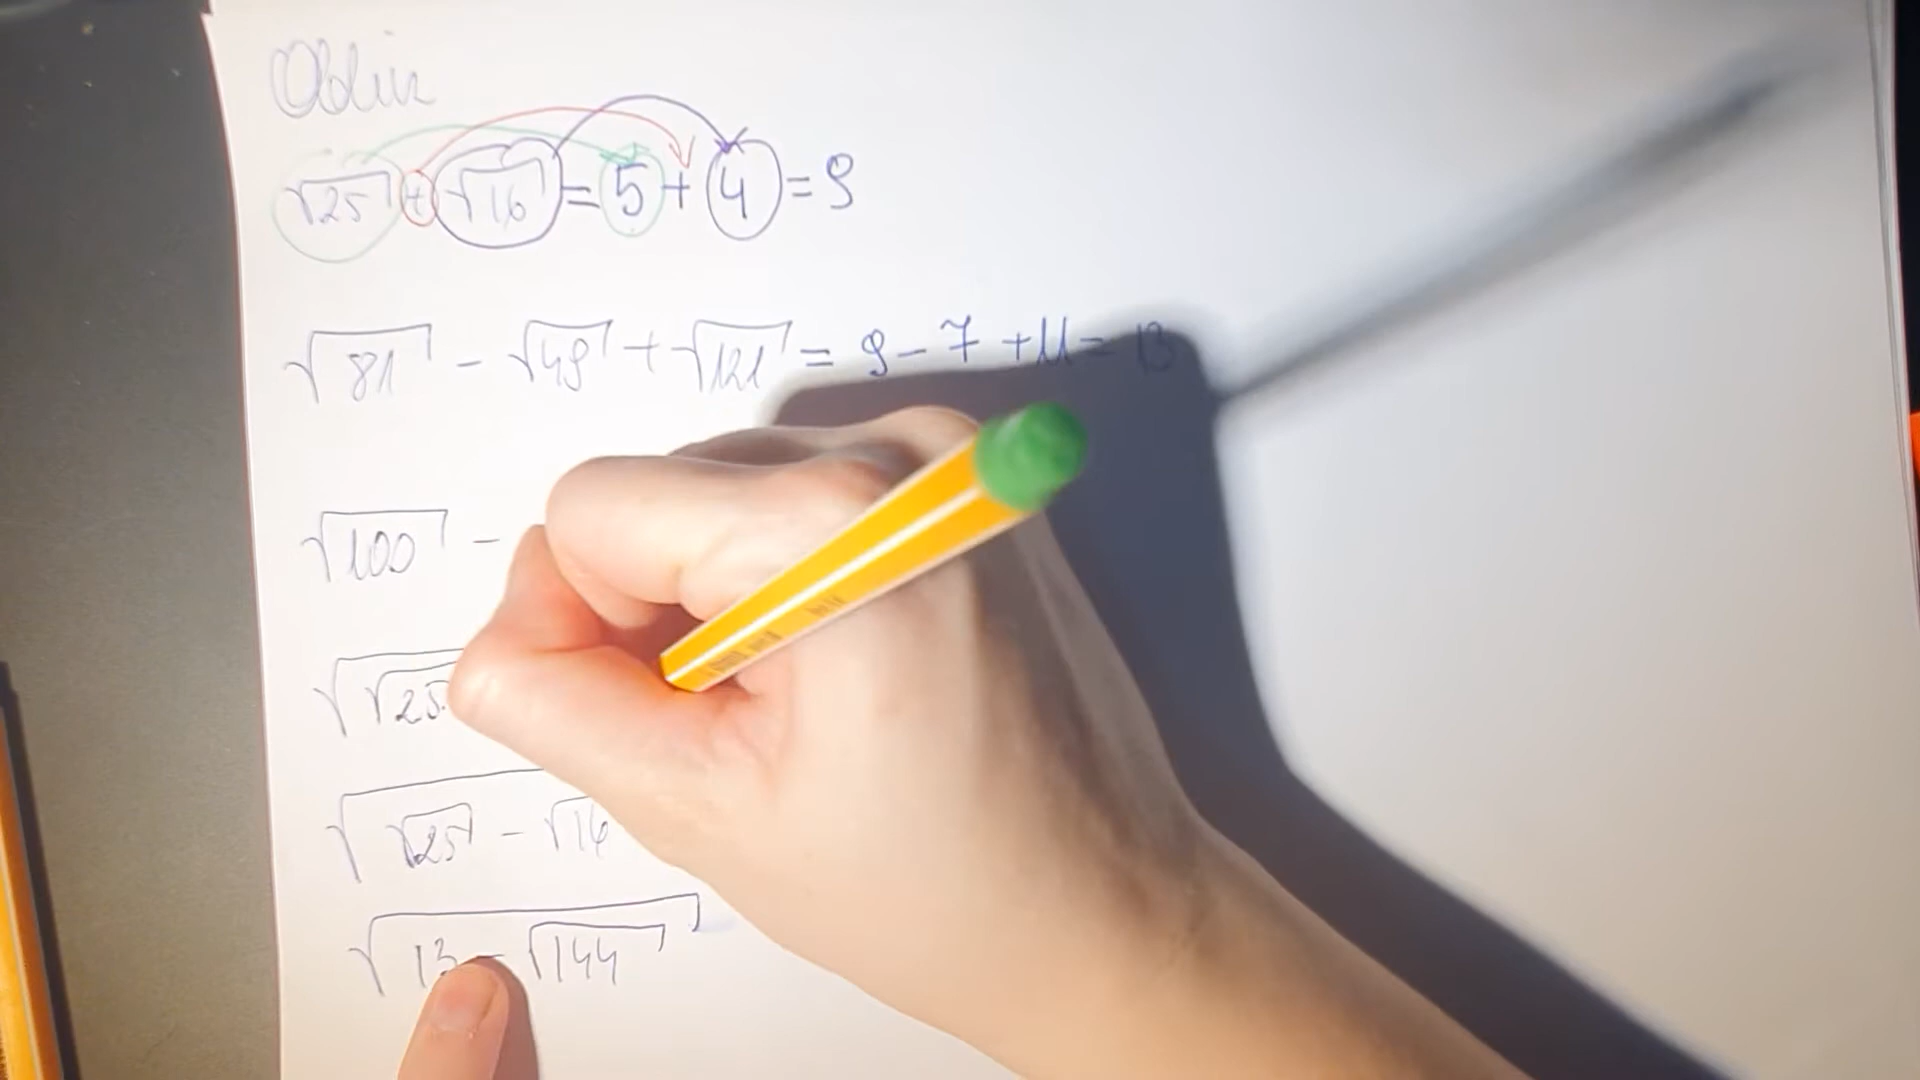 Oblicz
√25 + √16 = 5 + 4 = 9
√81 - √49 + √121 = 9 - 7 + 11 = 13
√100 -
√√25
√√25 - √16
√13 - √144